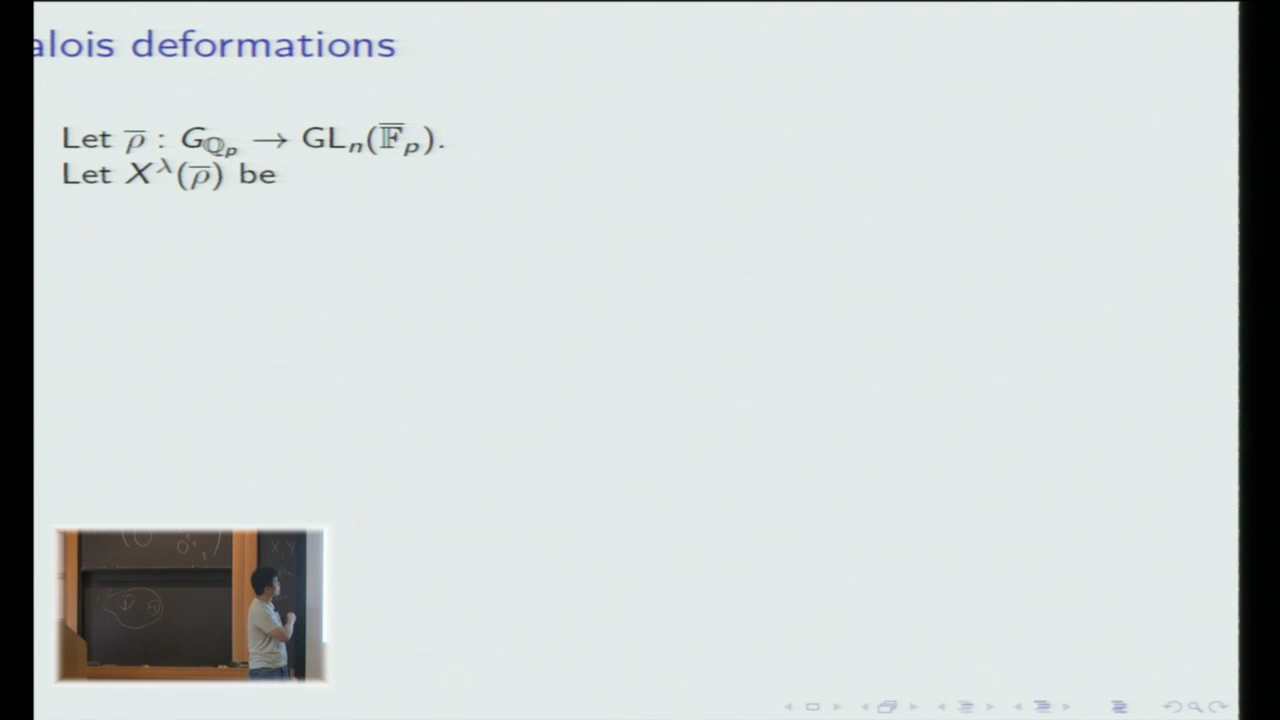 alois deformations
Let ρ̅ : G_{ℚ_p} → GL_n(𝔽̅_p).
Let X^λ(ρ̅) be